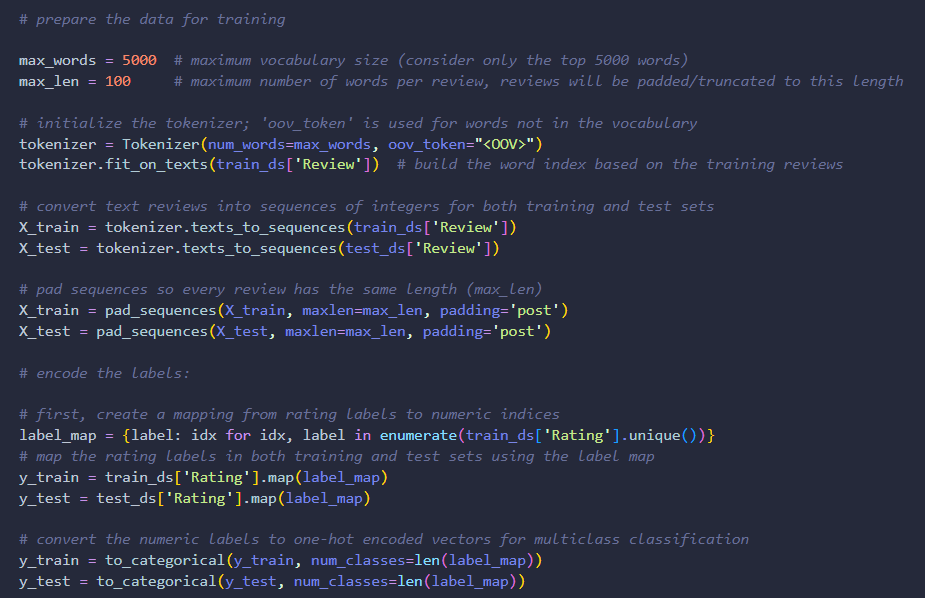 # prepare the data for training
max_words = 5000  # maximum vocabulary size (consider only the top 5000 words)
max_len = 100     # maximum number of words per review, reviews will be padded/truncated to this length
# initialize the tokenizer; 'oov_token' is used for words not in the vocabulary
tokenizer = Tokenizer(num_words=max_words, oov_token="<OOV>")
tokenizer.fit_on_texts(train_ds['Review'])  # build the word index based on the training reviews
# convert text reviews into sequences of integers for both training and test sets
X_train = tokenizer.texts_to_sequences(train_ds['Review'])
X_test = tokenizer.texts_to_sequences(test_ds['Review'])
# pad sequences so every review has the same length (max_len)
X_train = pad_sequences(X_train, maxlen=max_len, padding='post')
X_test = pad_sequences(X_test, maxlen=max_len, padding='post')
# encode the labels:
# first, create a mapping from rating labels to numeric indices
label_map = {label: idx for idx, label in enumerate(train_ds['Rating'].unique())}
# map the rating labels in both training and test sets using the label map
y_train = train_ds['Rating'].map(label_map)
y_test = test_ds['Rating'].map(label_map)
# convert the numeric labels to one-hot encoded vectors for multiclass classification
y_train = to_categorical(y_train, num_classes=len(label_map))
y_test = to_categorical(y_test, num_classes=len(label_map))